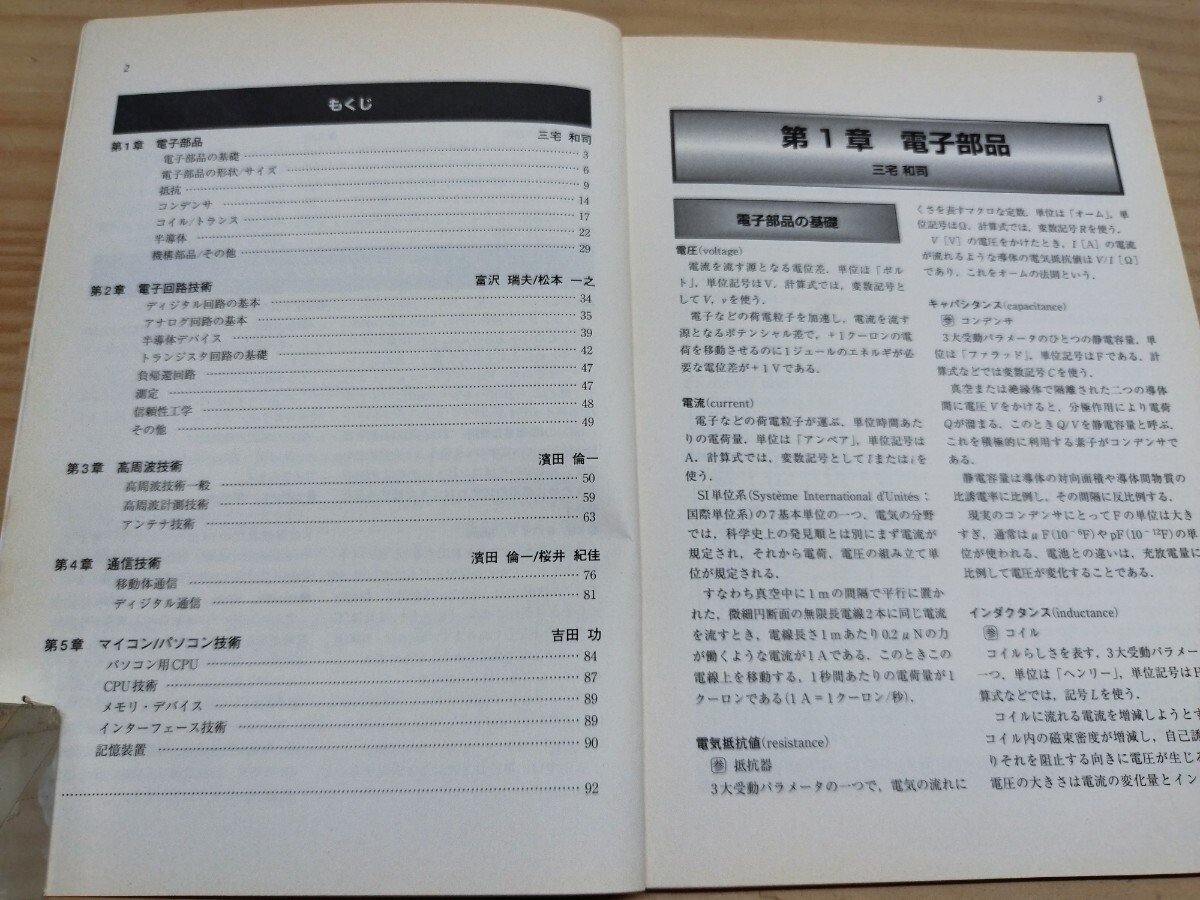 2
もくじ
第1章 電子部品 三宅 和司
電子部品の基礎 3
電子部品の形状/サイズ 6
抵抗 9
コンデンサ 14
コイル/トランス 17
半導体 22
機構部品/その他 29
第2章 電子回路技術 富沢 瑞夫/松本 一之
ディジタル回路の基本 34
アナログ回路の基本 35
半導体デバイス 39
トランジスタ回路の基礎 42
負帰還回路 47
測定 47
信頼性工学 48
その他 49
第3章 高周波技術 濱田 倫一
高周波技術一般 50
高周波計測技術 59
アンテナ技術 63
第4章 通信技術 濱田 倫一/桜井 紀佳
移動体通信 76
ディジタル通信 81
第5章 マイコン/パソコン技術 吉田 功
パソコン用CPU 84
CPU技術 87
メモリ・デバイス 89
インターフェース技術 89
記憶装置 90
92
3
第1章 電子部品
三宅 和司
電子部品の基礎
電圧(voltage)
電流を流す源となる電位差．単位は「ボル
ト」，単位記号はV．計算式では，変数記号と
してV，vを使う．
電子などの荷電粒子を加速し，電流を流す
源となるポテンシャル差で，+1クーロンの電
荷を移動させるのに1ジュールのエネルギが必
要な電位差が+1Vである．
電流(current)
電子などの荷電粒子が運ぶ，単位時間あた
りの電荷量．単位は「アンペア」，単位記号は
A．計算式では，変数記号としてIまたはiを
使う．
SI単位系(Système International d'Unités；
国際単位系)の7基本単位の一つ．電気の分野
では，科学史上の発見順とは別にまず電流が
規定され，それから電荷，電圧の組み立て単
位が規定される．
すなわち真空中に1mの間隔で平行に置か
れた，微細円断面の無限長電線2本に同じ電流
を流すとき，電線長さ1mあたり0.2μNの力
が働くような電流が1Aである．このときこの
電線上を移動する，1秒間あたりの電荷量が1
クーロンである(1A=1クーロン/秒)．
電気抵抗値(resistance)
参 抵抗器
3大受動パラメータの一つで，電気の流れに
くさを表すマクロな定数．単位は「オーム」，単
位記号はΩ．計算式では，変数記号Rを使う．
V［V］の電圧をかけたとき，I［A］の電流
が流れるような導体の電気抵抗値はV/I［Ω］
であり，これをオームの法則という．
キャパシタンス(capacitance)
参 コンデンサ
3大受動パラメータのひとつの静電容量．単
位は「ファラッド」，単位記号はFである．計
算式などでは変数記号Cを使う．
真空または絶縁体で隔離された二つの導体
間に電圧Vをかけると，分極作用により電荷
Qが溜まる．このときQ/Vを静電容量と呼ぶ．
これを積極的に利用する素子がコンデンサで
ある．
静電容量は導体の対向面積や導体間物質の
比誘電率に比例し，その間隔に反比例する．
現実のコンデンサにとってFの単位は大き
すぎ，通常はμF(10⁻⁶F)やpF(10⁻¹²F)の単
位が使われる．電池との違いは，充放電量に
比例して電圧が変化することである．
インダクタンス(inductance)
参 コイル
コイルらしさを表す，3大受動パラメー
一つ．単位は「ヘンリー」，単位記号はH
算式などでは，記号Lを使う．
コイルに流れる電流を増減しようとす
コイル内の磁束密度が増減し，自己誘
りそれを阻止する向きに電圧が生じる
電圧の大きさは電流の変化量とイン